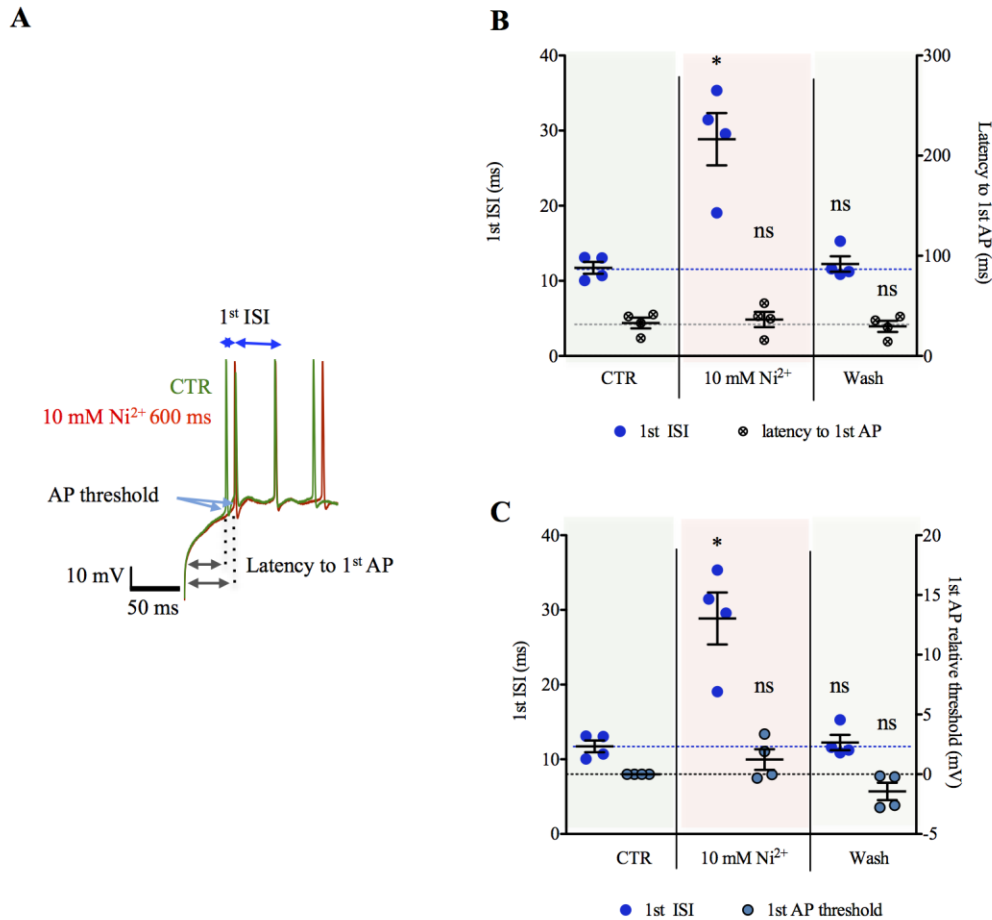 A
1st ISI
CTR
10 mM Ni2+ 600 ms
AP threshold
Latency to 1st AP
10 mV
50 ms
B
40
30
20
10
0
1st ISI (ms)
300
200
100
0
Latency to 1st AP
(ms)
*
ns
ns
ns
CTR
10 mM Ni2+
Wash
1st ISI
latency to 1st AP
C
40
30
20
10
0
1st ISI (ms)
20
15
10
5
0
-5
1st AP relative
threshold (mV)
*
ns
ns
ns
CTR
10 mM Ni2+
Wash
1st ISI
1st AP threshold